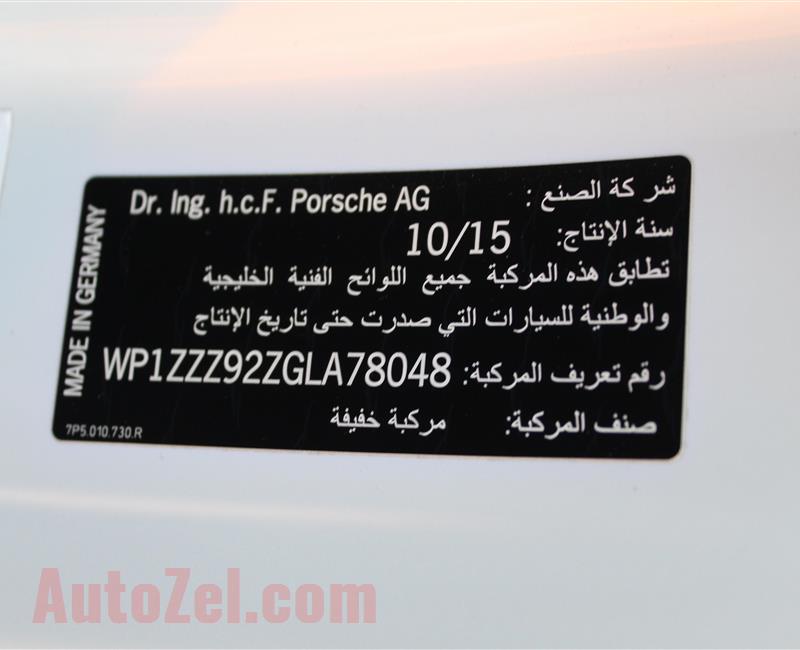 شركة الصنع : Dr. Ing. h.c.F. Porsche AG
سنة الإنتاج: 10/15
تطابق هذه المركبة جميع اللوائح الفنية الخليجية
والوطنية للسيارات التي صدرت حتى تاريخ الإنتاج
رقم تعريف المركبة: WP1ZZZ92ZGLA78048
صنف المركبة: مركبة خفيفة
MADE IN GERMANY
7P5.010.730.R
AutoZel.com